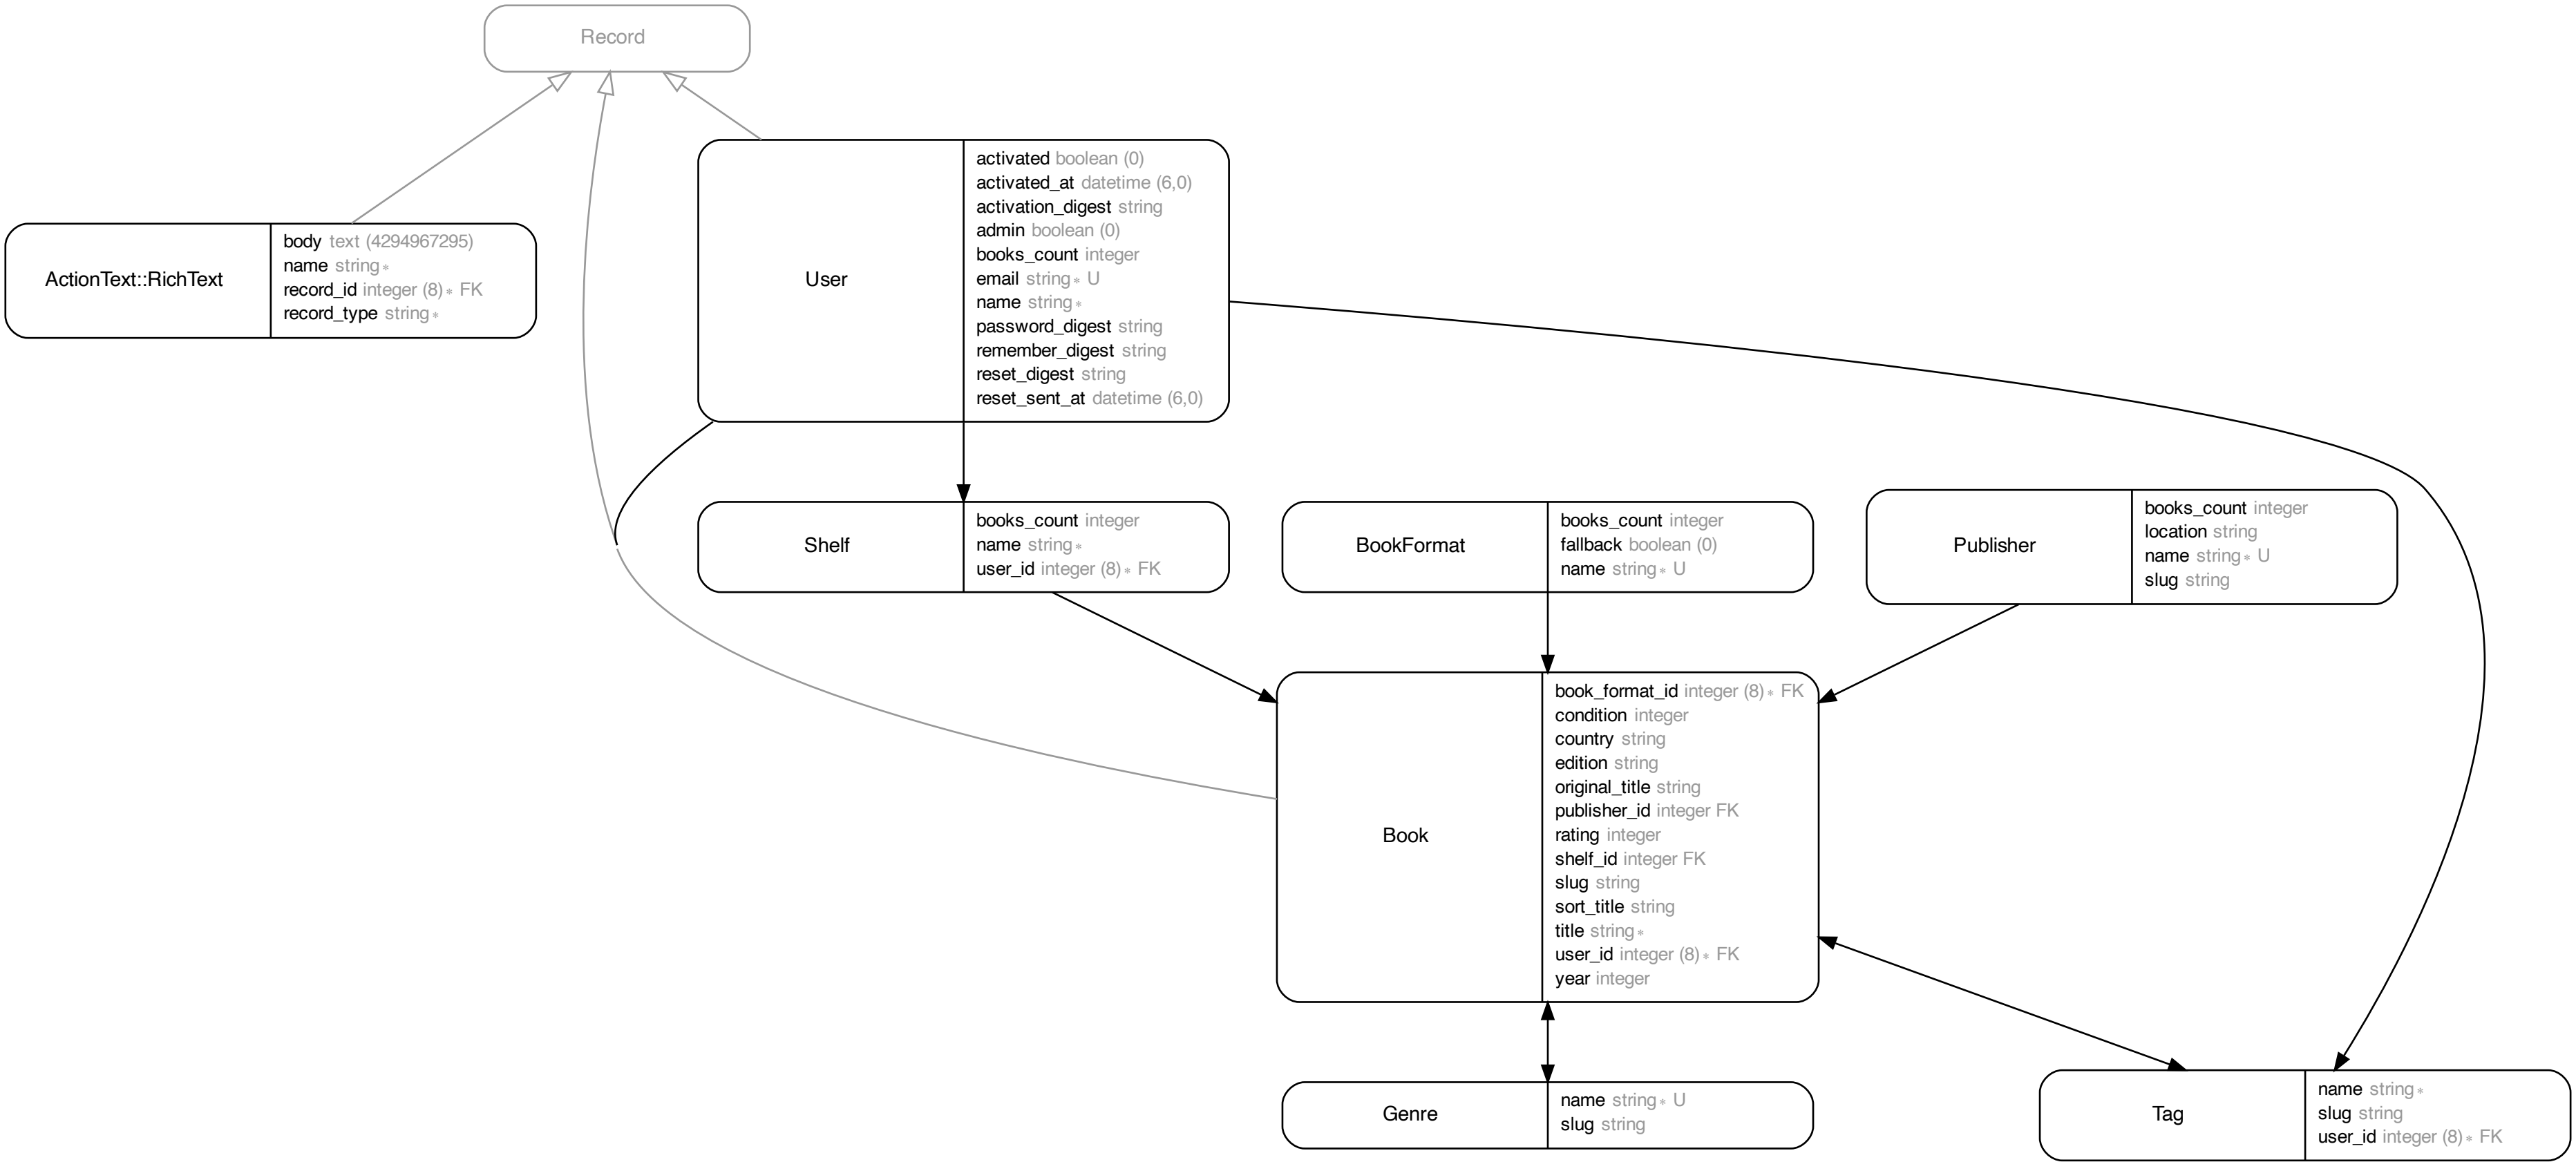 Record
ActionText::RichText
body text (4294967295)
name string∗
record_id integer (8)∗ FK
record_type string∗
User
activated boolean (0)
activated_at datetime (6,0)
activation_digest string
admin boolean (0)
books_count integer
email string∗ U
name string∗
password_digest string
remember_digest string
reset_digest string
reset_sent_at datetime (6,0)
Shelf
books_count integer
name string∗
user_id integer (8)∗ FK
BookFormat
books_count integer
fallback boolean (0)
name string∗ U
Publisher
books_count integer
location string
name string∗ U
slug string
Book
book_format_id integer (8)∗ FK
condition integer
country string
edition string
original_title string
publisher_id integer FK
rating integer
shelf_id integer FK
slug string
sort_title string
title string∗
user_id integer (8)∗ FK
year integer
Genre
name string∗ U
slug string
Tag
name string∗
slug string
user_id integer (8)∗ FK